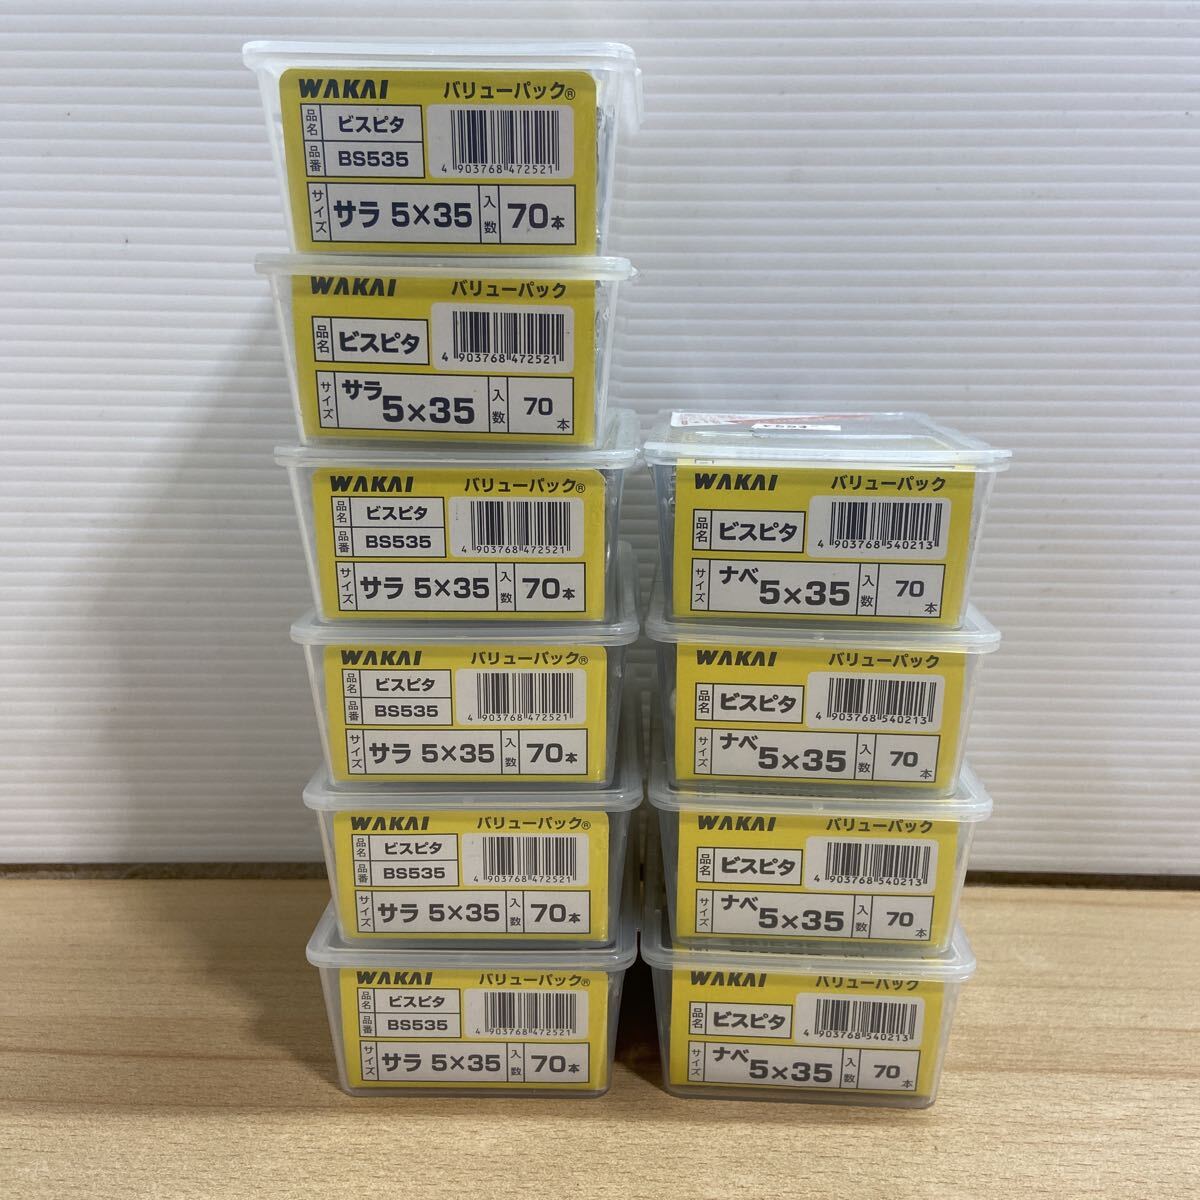 WAKAI バリューパック®
品名 ビスピタ
品番 BS535
4 903768 472521
サイズ サラ 5×35 入数 70本
WAKAI バリューパック
品名 ビスピタ
4 903768 472521
サイズ サラ 5×35 入数 70本
WAKAI バリューパック®
品名 ビスピタ
品番 BS535
4 903768 472521
サイズ サラ 5×35 入数 70本
WAKAI バリューパック®
品名 ビスピタ
品番 BS535
4 903768 472521
サイズ サラ 5×35 入数 70本
WAKAI バリューパック®
品名 ビスピタ
品番 BS535
4 903768 472521
サイズ サラ 5×35 入数 70本
WAKAI バリューパック®
品名 ビスピタ
品番 BS535
4 903768 472521
サイズ サラ 5×35 入数 70本
WAKAI バリューパック
品名 ビスピタ
4 903768 540213
サイズ ナベ 5×35 入数 70本
WAKAI バリューパック
品名 ビスピタ
4 903768 540213
サイズ ナベ 5×35 入数 70本
WAKAI バリューパック
品名 ビスピタ
4 903768 540213
サイズ ナベ 5×35 入数 70本
WAKAI バリューパック
品名 ビスピタ
4 903768 540213
サイズ ナベ 5×35 入数 70本